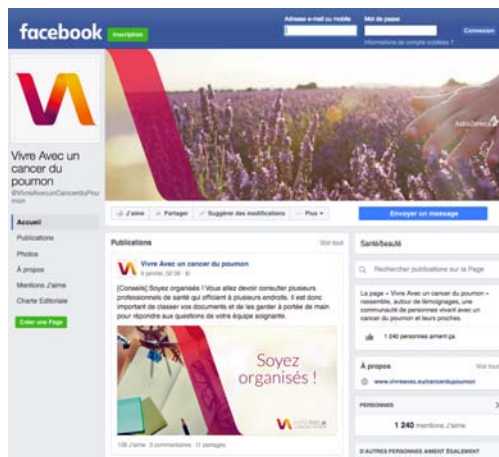 facebook
Inscription
Adresse e-mail ou mobile
Mot de passe
Connexion
Informations de compte oubliées ?
AstraZeneca
Vivre Avec un
cancer du
poumon
@VivreAvecunCancerduPou
mon
Accueil
Publications
Photos
À propos
Mentions J'aime
Charte Editoriale
Créer une Page
J'aime
Partager
Suggérer des modifications
Plus
Envoyer un message
Publications
Voir tout
Vivre Avec un cancer du poumon
[Conseils] Soyez organisés ! Vous allez devoir consulter plusieurs
professionnels de santé qui officient à plusieurs endroits. Il est donc
important de classer vos documents et de les garder à portée de main
pour répondre aux questions de votre équipe soignante.
Soyez
organisés !
3 commentaires 11 partages
Santé/beauté
Rechercher publications sur la Page
La page « Vivre Avec un cancer du poumon »
rassemble, autour de témoignages, une
communauté de personnes vivant avec un
cancer du poumon et leurs proches.
1 240 personnes aiment ça
À propos
Voir tout
www.vivreavec.eu/cancerdupoumon
PERSONNES
1 240 mentions J'aime
D'AUTRES PERSONNES AIMENT ÉGALEMENT